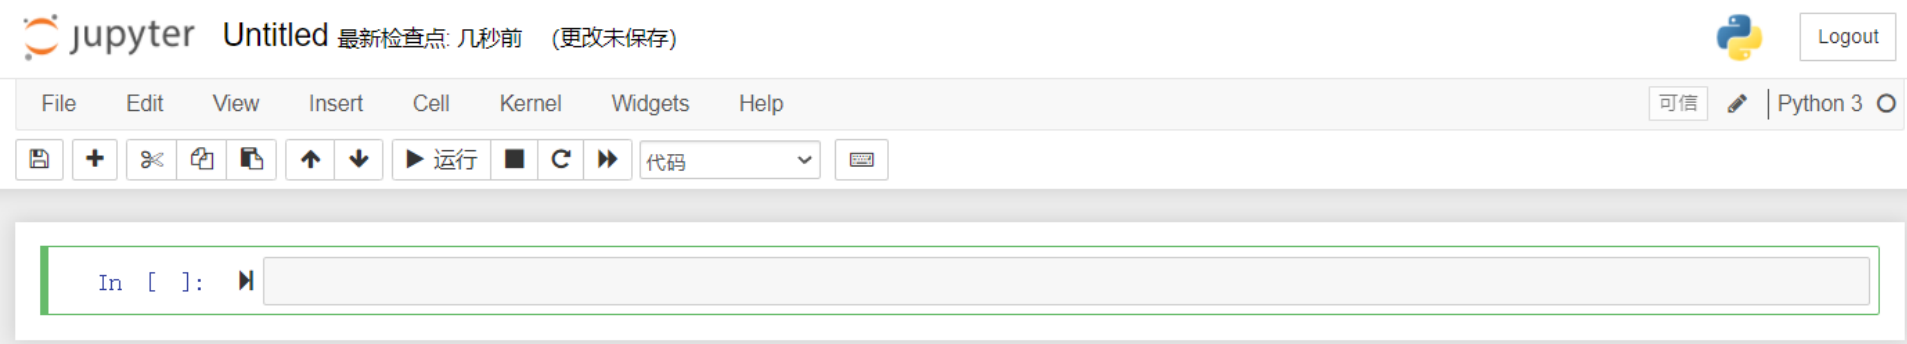 jupyter Untitled 最新检查点: 几秒前 (更改未保存) Logout
File Edit View Insert Cell Kernel Widgets Help 可信 Python 3
运行 代码
In [ ]: